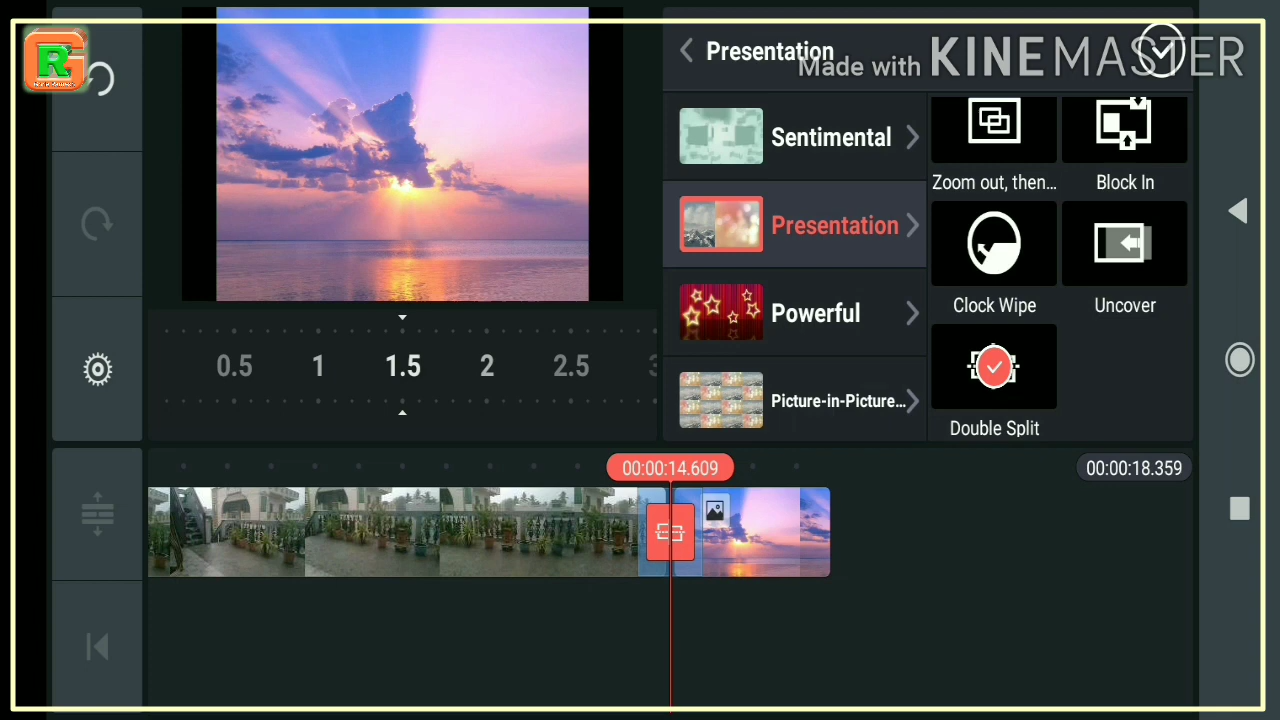 R
Presentation
Made with KINEMASTER
Sentimental
Presentation
Powerful
Picture-in-Picture...
Zoom out, then...
Block In
Clock Wipe
Uncover
Double Split
0.5 1 1.5 2 2.5 3
00:00:14.609
00:00:18.359